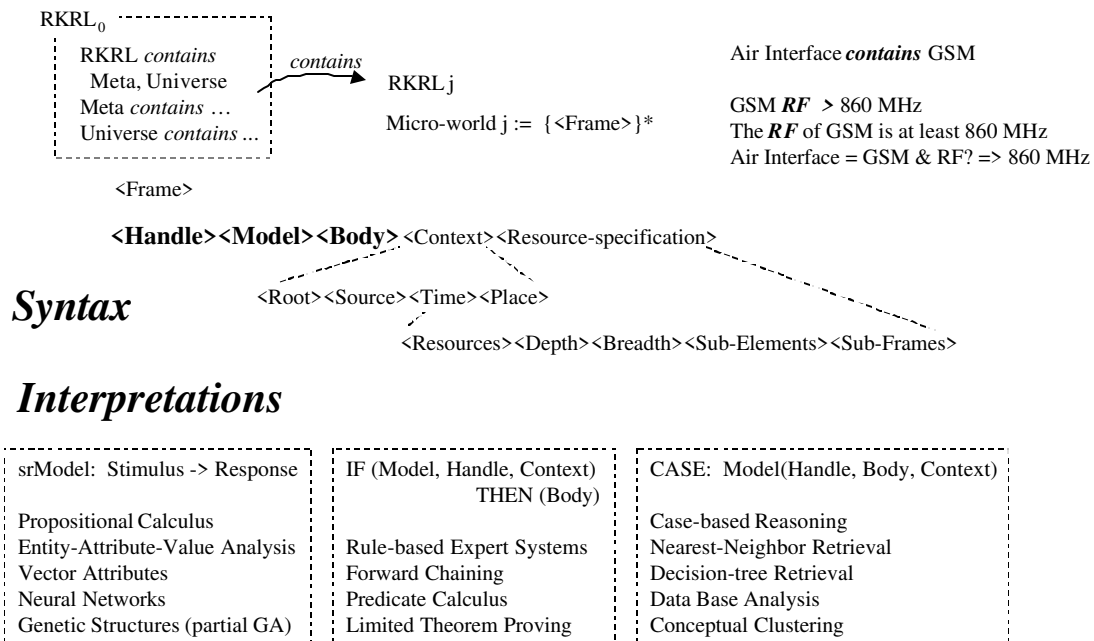 RKRL0
RKRL contains
Meta, Universe
Meta contains …
Universe contains ...
contains
RKRL j
Micro-world j := {<Frame>}*
Air Interface contains GSM
GSM RF > 860 MHz
The RF of GSM is at least 860 MHz
Air Interface = GSM & RF? => 860 MHz
<Frame>
<Handle><Model><Body><Context><Resource-specification>
Syntax
<Root><Source><Time><Place>
<Resources><Depth><Breadth><Sub-Elements><Sub-Frames>
Interpretations
srModel: Stimulus -> Response
Propositional Calculus
Entity-Attribute-Value Analysis
Vector Attributes
Neural Networks
Genetic Structures (partial GA)
IF (Model, Handle, Context)
THEN (Body)
Rule-based Expert Systems
Forward Chaining
Predicate Calculus
Limited Theorem Proving
CASE: Model(Handle, Body, Context)
Case-based Reasoning
Nearest-Neighbor Retrieval
Decision-tree Retrieval
Data Base Analysis
Conceptual Clustering